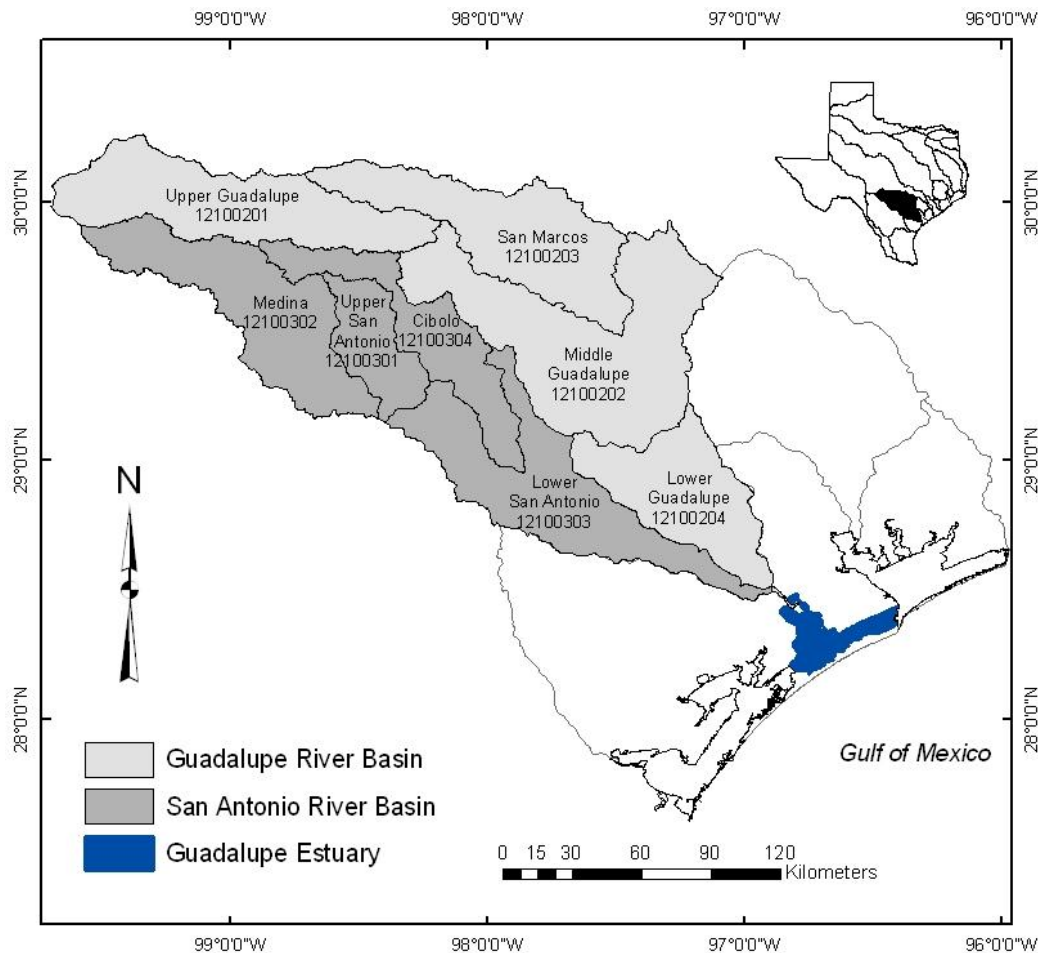 99°0'0"W
98°0'0"W
97°0'0"W
96°0'0"W
30°0'0"N
30°0'0"N
Upper Guadalupe
12100201
San Marcos
12100203
Medina
12100302
Upper
San
Antonio
12100301
Cibolo
12100304
Middle
Guadalupe
12100202
29°0'0"N
29°0'0"N
Lower
San Antonio
12100303
Lower
Guadalupe
12100204
N
28°0'0"N
28°0'0"N
Gulf of Mexico
Guadalupe River Basin
San Antonio River Basin
Guadalupe Estuary
0 15 30 60 90 120
Kilometers
99°0'0"W
98°0'0"W
97°0'0"W
96°0'0"W